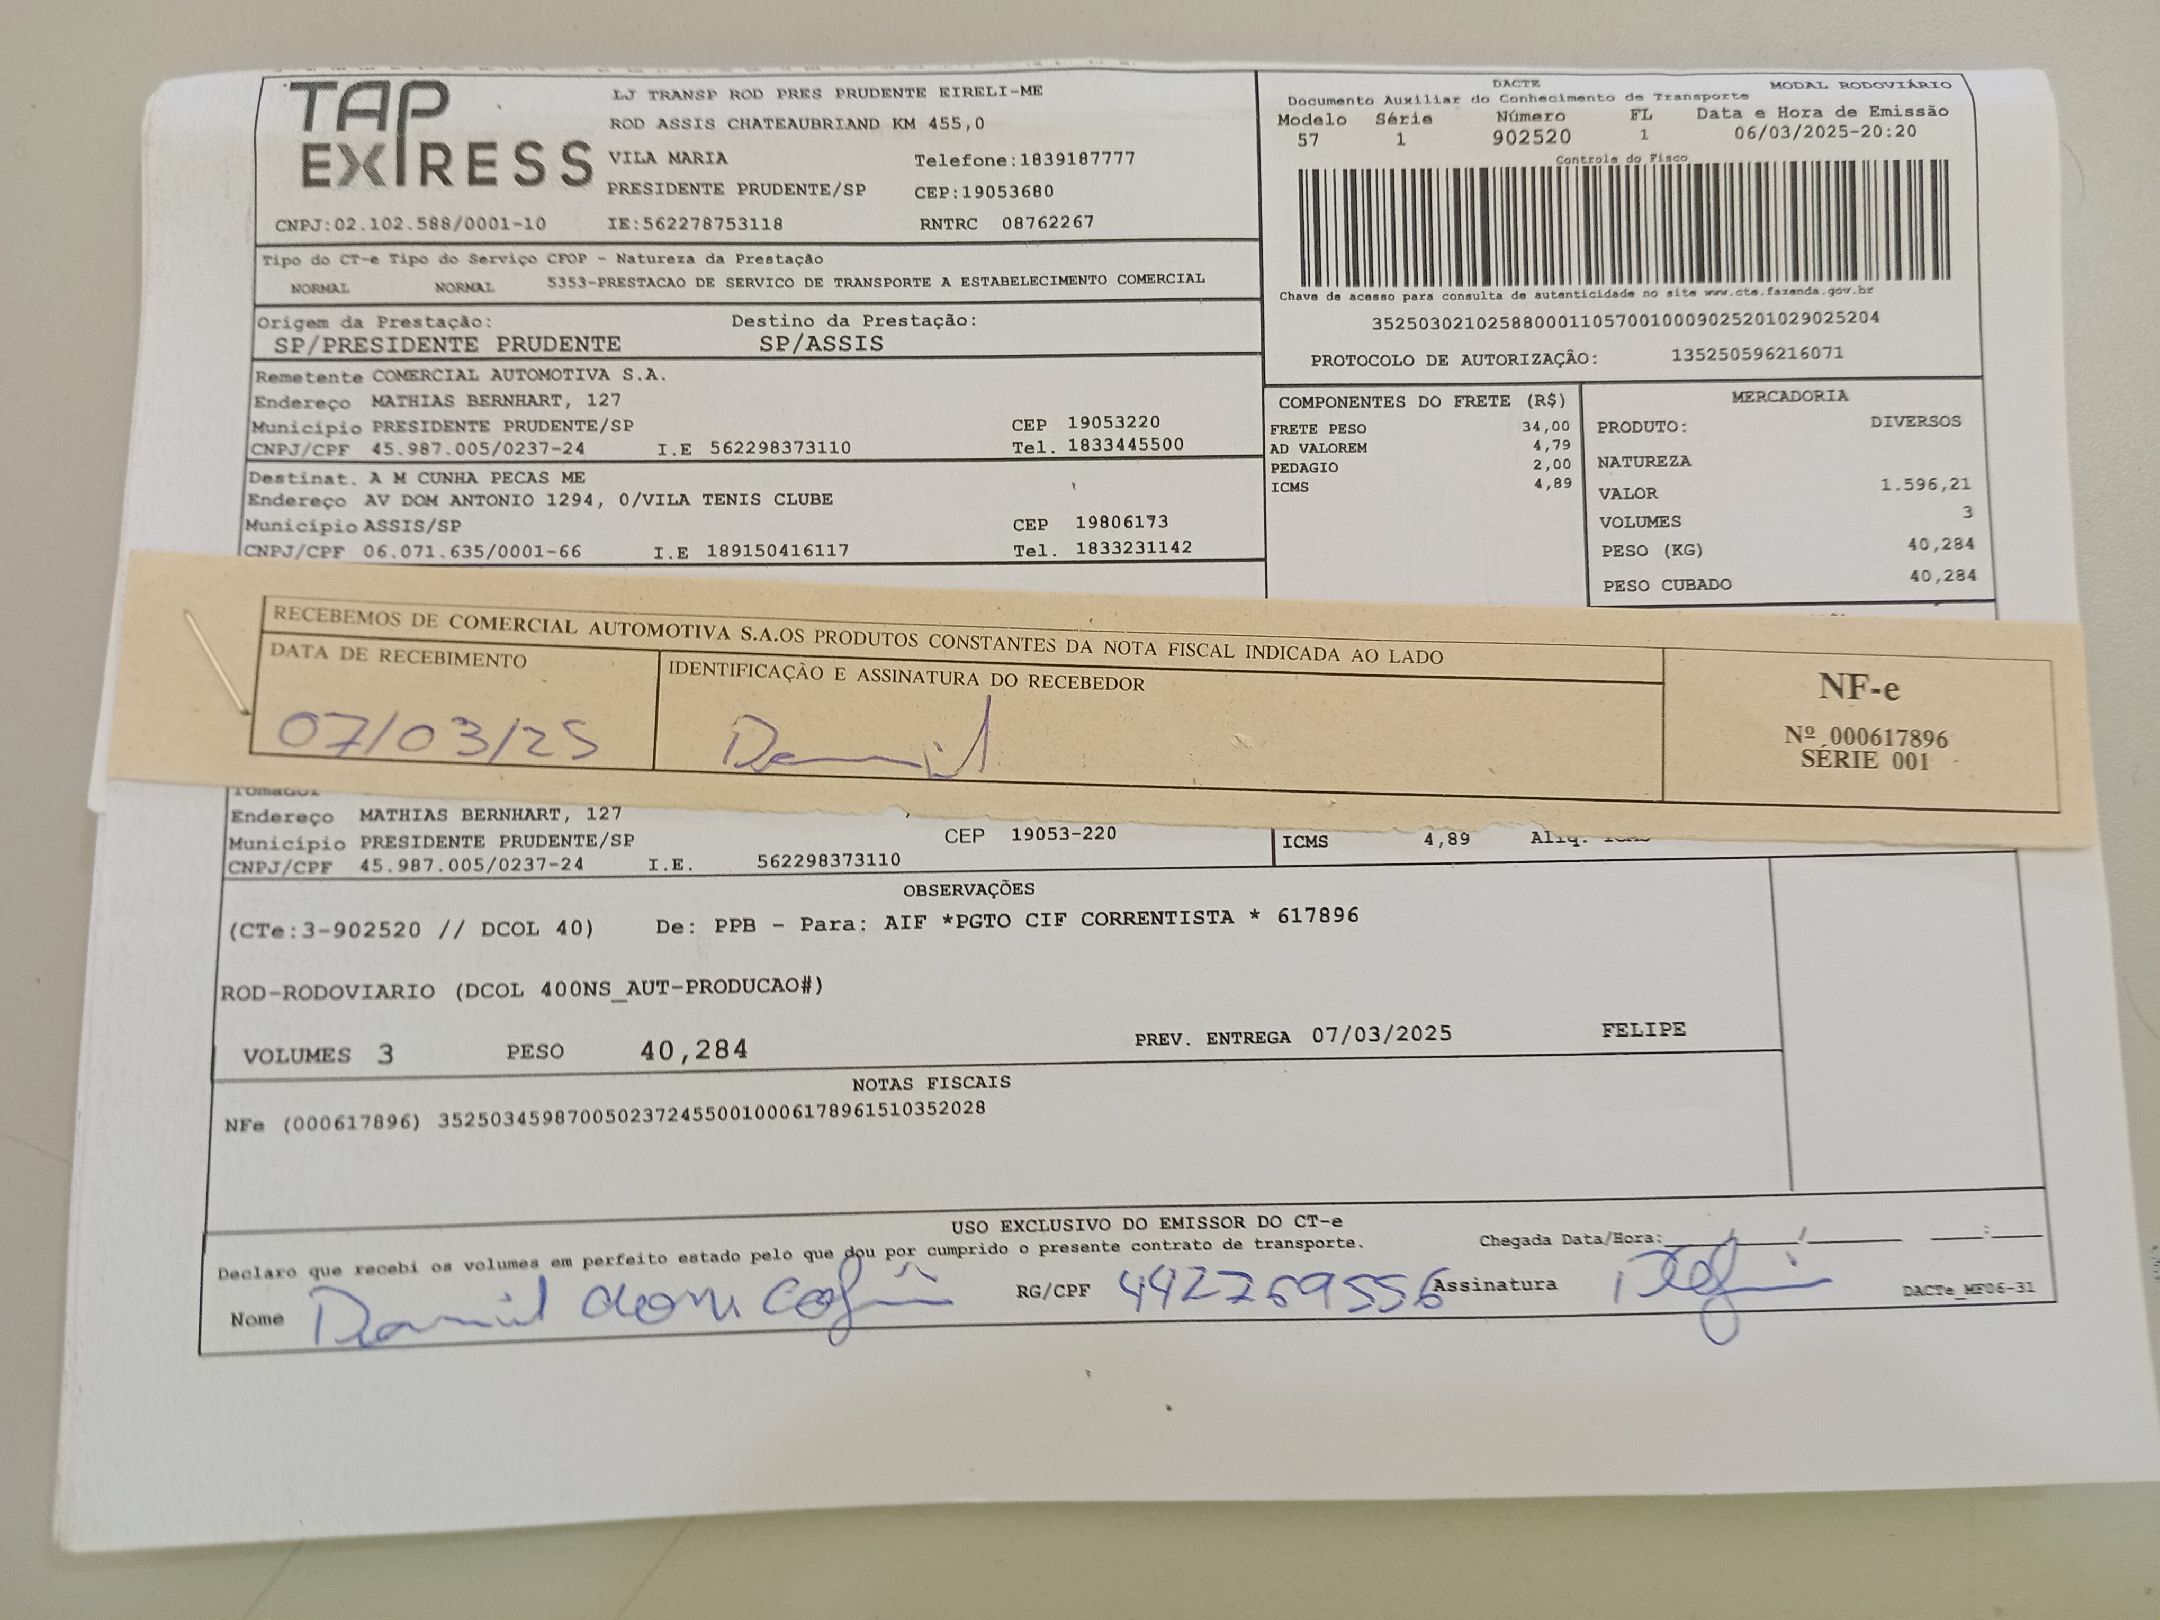 TAP EXPRESS
LJ TRANSP ROD PRES PRUDENTE EIRELI-ME
ROD ASSIS CHATEAUBRIAND KM 455,0
VILA MARIA Telefone:1839187777
PRESIDENTE PRUDENTE/SP CEP:19053680
CNPJ:02.102.588/0001-10 IE:562278753118 RNTRC 08762267
DACTE MODAL RODOVIÁRIO
Documento Auxiliar do Conhecimento de Transporte
Modelo Série Número FL Data e Hora de Emissão
57 1 902520 1 06/03/2025-20:20
Controle do Fisco
Chave de acesso para consulta de autenticidade no site www.cte.fazenda.gov.br
35250302102588000110570010009025201029025204
PROTOCOLO DE AUTORIZAÇÃO: 135250596216071
Tipo do CT-e Tipo do Serviço CFOP - Natureza da Prestação
NORMAL NORMAL 5353-PRESTACAO DE SERVICO DE TRANSPORTE A ESTABELECIMENTO COMERCIAL
Origem da Prestação: Destino da Prestação:
SP/PRESIDENTE PRUDENTE SP/ASSIS
Remetente COMERCIAL AUTOMOTIVA S.A.
Endereço MATHIAS BERNHART, 127
Município PRESIDENTE PRUDENTE/SP CEP 19053220
CNPJ/CPF 45.987.005/0237-24 I.E 562298373110 Tel. 1833445500
Destinat. A M CUNHA PECAS ME
Endereço AV DOM ANTONIO 1294, 0/VILA TENIS CLUBE
Município ASSIS/SP CEP 19806173
CNPJ/CPF 06.071.635/0001-66 I.E 189150416117 Tel. 1833231142
COMPONENTES DO FRETE (R$)
FRETE PESO 34,00
AD VALOREM 4,79
PEDAGIO 2,00
ICMS 4,89
MERCADORIA
PRODUTO: DIVERSOS
NATUREZA
VALOR 1.596,21
VOLUMES 3
PESO (KG) 40,284
PESO CUBADO 40,284
RECEBEMOS DE COMERCIAL AUTOMOTIVA S.A.OS PRODUTOS CONSTANTES DA NOTA FISCAL INDICADA AO LADO
DATA DE RECEBIMENTO IDENTIFICAÇÃO E ASSINATURA DO RECEBEDOR
07/03/25 Daniel
NF-e
Nº 000617896
SÉRIE 001
Tomador
Endereço MATHIAS BERNHART, 127
Município PRESIDENTE PRUDENTE/SP CEP 19053-220
CNPJ/CPF 45.987.005/0237-24 I.E. 562298373110
ICMS 4,89 Aliq. ICMS
OBSERVAÇÕES
(CTe:3-902520 // DCOL 40) De: PPB - Para: AIF *PGTO CIF CORRENTISTA * 617896
ROD-RODOVIARIO (DCOL 400NS_AUT-PRODUCAO#)
VOLUMES 3 PESO 40,284 PREV. ENTREGA 07/03/2025 FELIPE
NOTAS FISCAIS
NFe (000617896) 35250345987005023724550010006178961510352028
USO EXCLUSIVO DO EMISSOR DO CT-e
Declaro que recebi os volumes em perfeito estado pelo que dou por cumprido o presente contrato de transporte. Chegada Data/Hora:___/___/___ ___:___
Nome Daniel RG/CPF 442269556 Assinatura DACTe_MF06-31